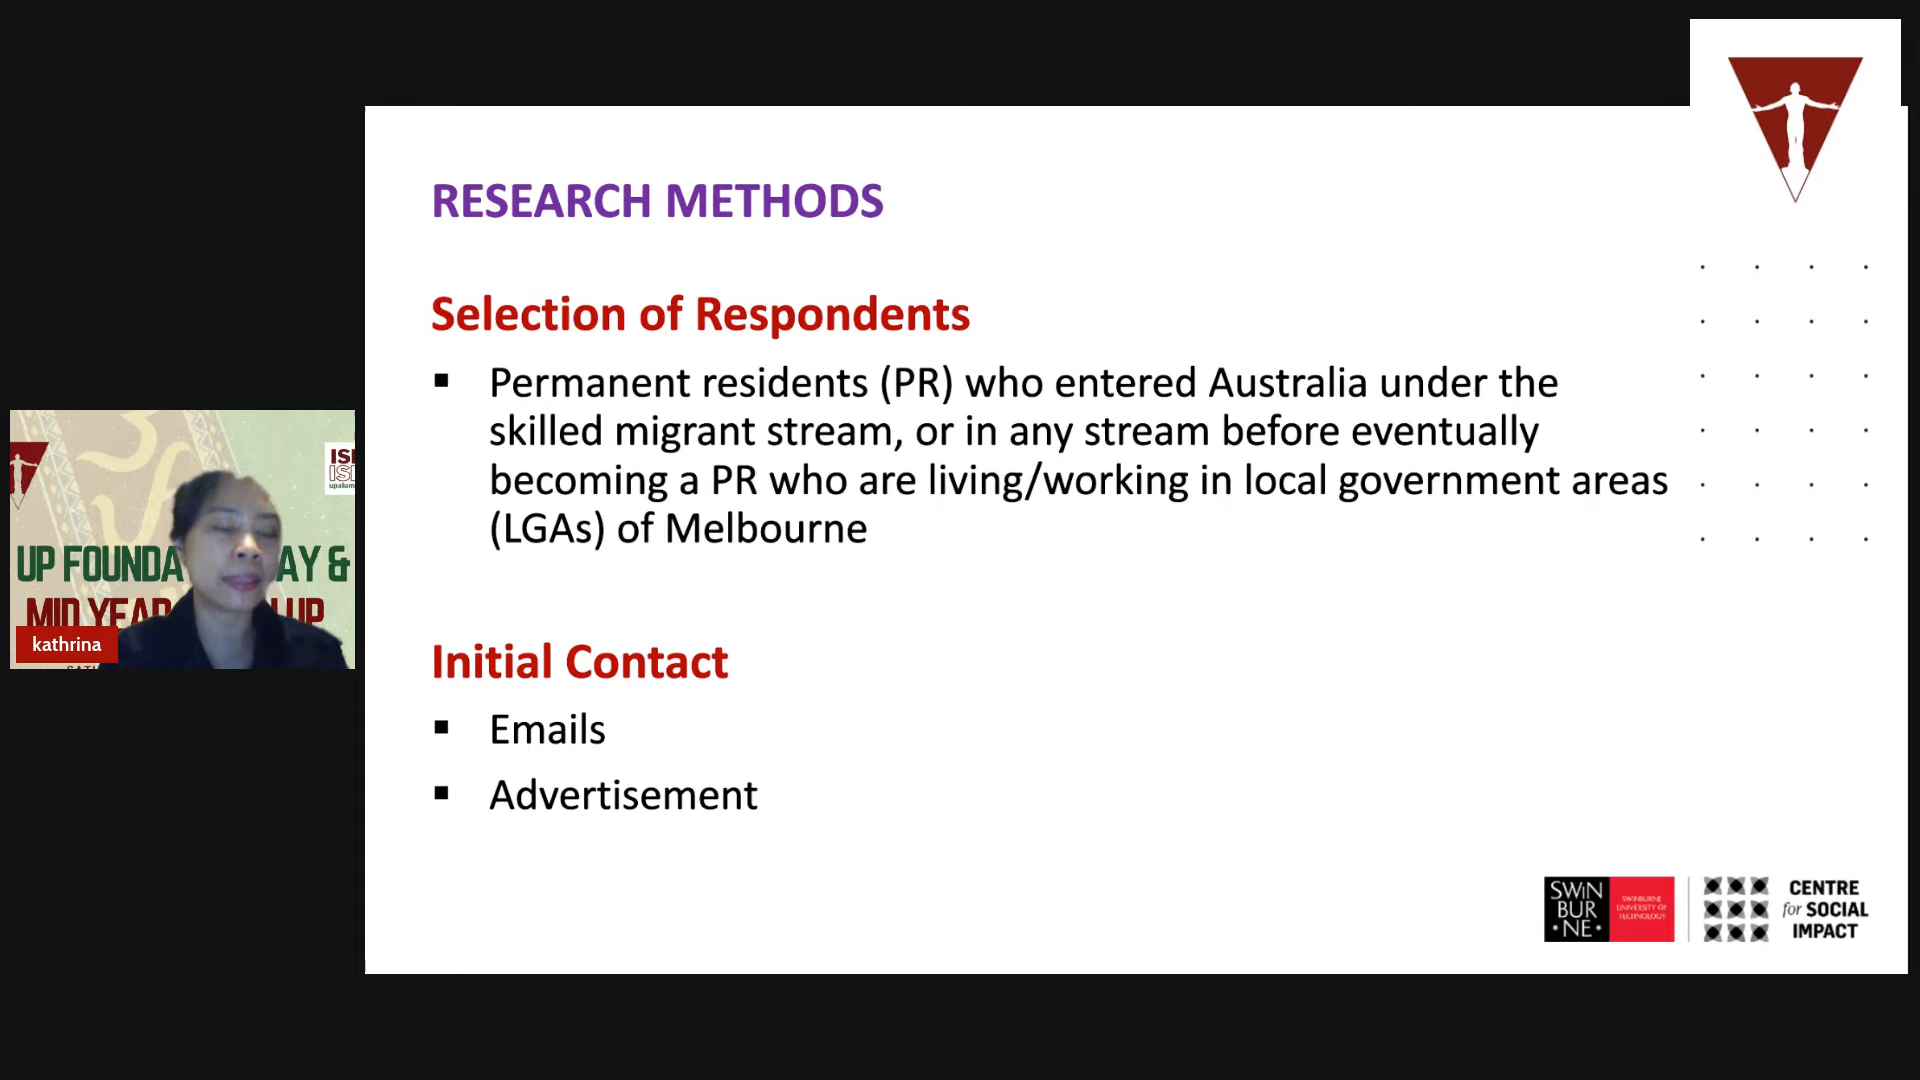 RESEARCH METHODS
Selection of Respondents
▪ Permanent residents (PR) who entered Australia under the
skilled migrant stream, or in any stream before eventually
becoming a PR who are living/working in local government areas
(LGAs) of Melbourne
Initial Contact
▪ Emails
▪ Advertisement
SWiN
BUR
•NE•
SWINBURNE
UNIVERSITY OF
TECHNOLOGY
CENTRE
for SOCIAL
IMPACT
UP FOUNDA AY &
MID YEAR UP
kathrina